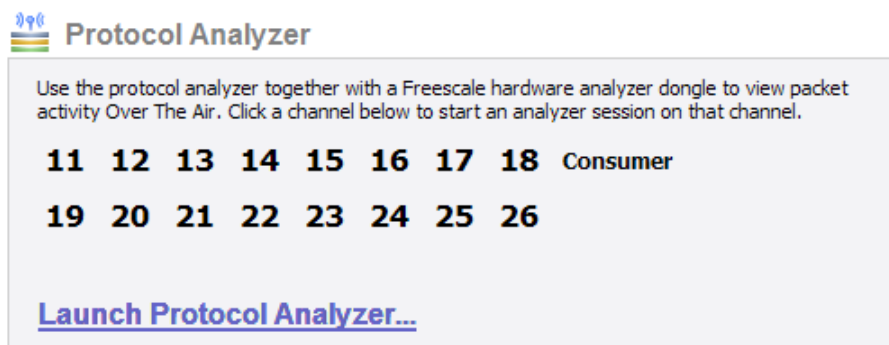 Protocol Analyzer
Use the protocol analyzer together with a Freescale hardware analyzer dongle to view packet
activity Over The Air. Click a channel below to start an analyzer session on that channel.
11 12 13 14 15 16 17 18 Consumer
19 20 21 22 23 24 25 26
Launch Protocol Analyzer...